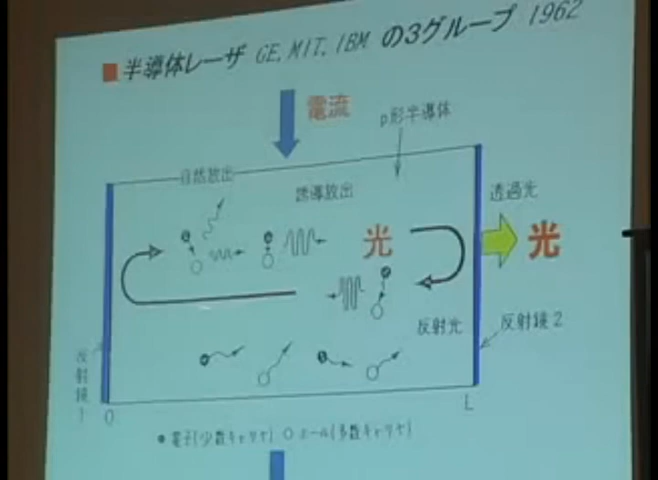 ■半導体レーザ GE, MIT, IBM の3グループ 1962
電流
p形半導体
自然放出
誘導放出
透過光
光
光
反射光
反射鏡2
反射鏡1
0
L
●電子(少数キャリヤ) ○ホール(多数キャリヤ)